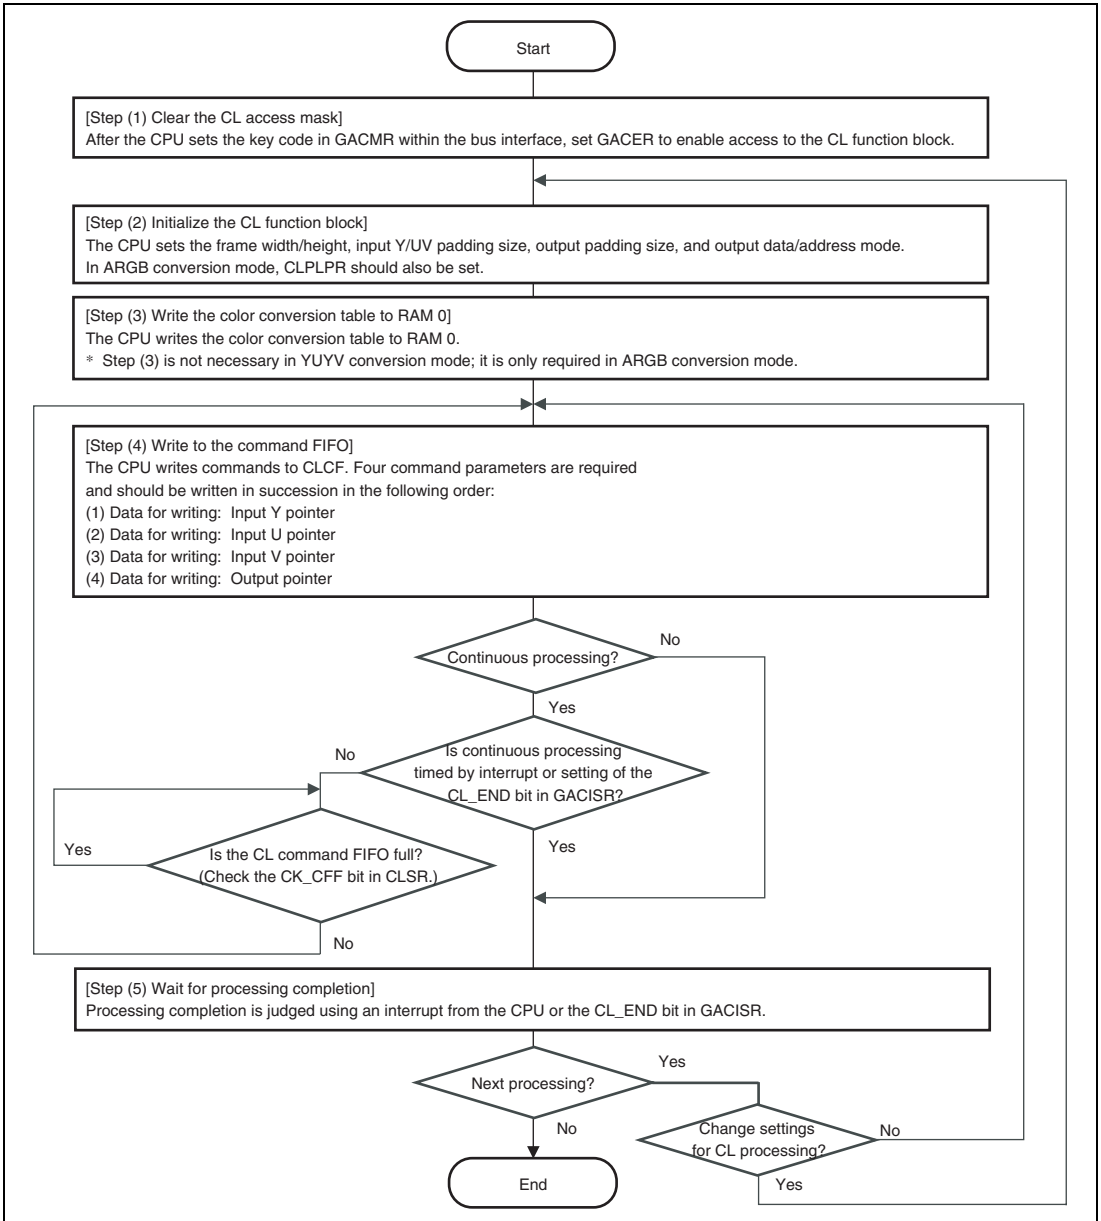 Start
[Step (1) Clear the CL access mask]
After the CPU sets the key code in GACMR within the bus interface, set GACER to enable access to the CL function block.
[Step (2) Initialize the CL function block]
The CPU sets the frame width/height, input Y/UV padding size, output padding size, and output data/address mode.
In ARGB conversion mode, CLPLPR should also be set.
[Step (3) Write the color conversion table to RAM 0]
The CPU writes the color conversion table to RAM 0.
* Step (3) is not necessary in YUYV conversion mode; it is only required in ARGB conversion mode.
[Step (4) Write to the command FIFO]
The CPU writes commands to CLCF. Four command parameters are required
and should be written in succession in the following order:
(1) Data for writing: Input Y pointer
(2) Data for writing: Input U pointer
(3) Data for writing: Input V pointer
(4) Data for writing: Output pointer
No
Continuous processing?
Yes
No
Is continuous processing
timed by interrupt or setting of the
CL_END bit in GACISR?
Yes
Yes
Is the CL command FIFO full?
(Check the CK_CFF bit in CLSR.)
No
[Step (5) Wait for processing completion]
Processing completion is judged using an interrupt from the CPU or the CL_END bit in GACISR.
Yes
Next processing?
No
Change settings
for CL processing?
No
Yes
End